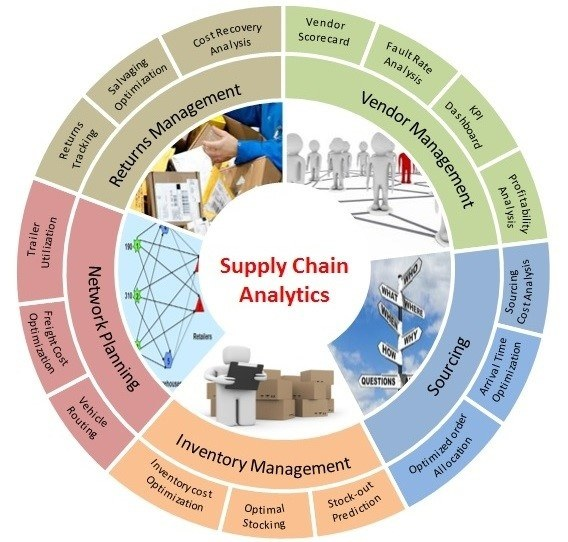 Supply Chain
Analytics
Vendor Management
Vendor
Scorecard
Fault Rate
Analysis
KPI
Dashboard
Profitability
Analysis
Sourcing
Sourcing
Cost Analysis
Arrival Time
Optimization
Optimized order
Allocation
WHO
WHAT
WHERE
WHEN
WHY
HOW
QUESTIONS
Inventory Management
Stock-out
Prediction
Optimal
Stocking
Inventory cost
Optimization
Network Planning
Vehicle
Routing
Freight Cost
Optimization
Trailer
Utilization
Retailers
Returns Management
Returns
Tracking
Salvaging
Optimization
Cost Recovery
Analysis